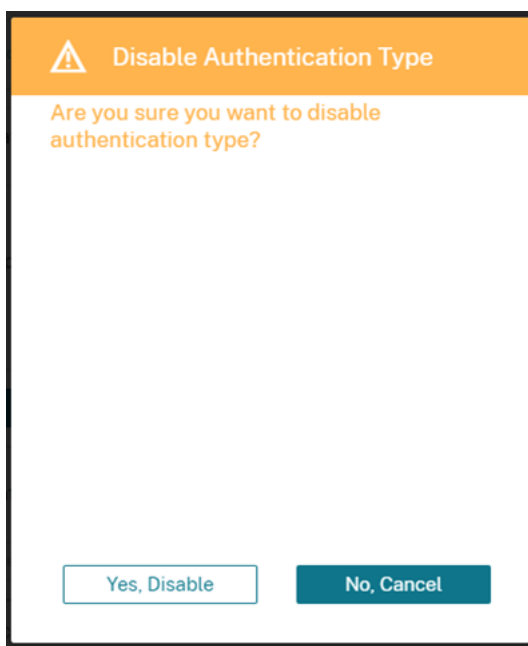 Disable Authentication Type
Are you sure you want to disable
authentication type?
Yes, Disable
No, Cancel